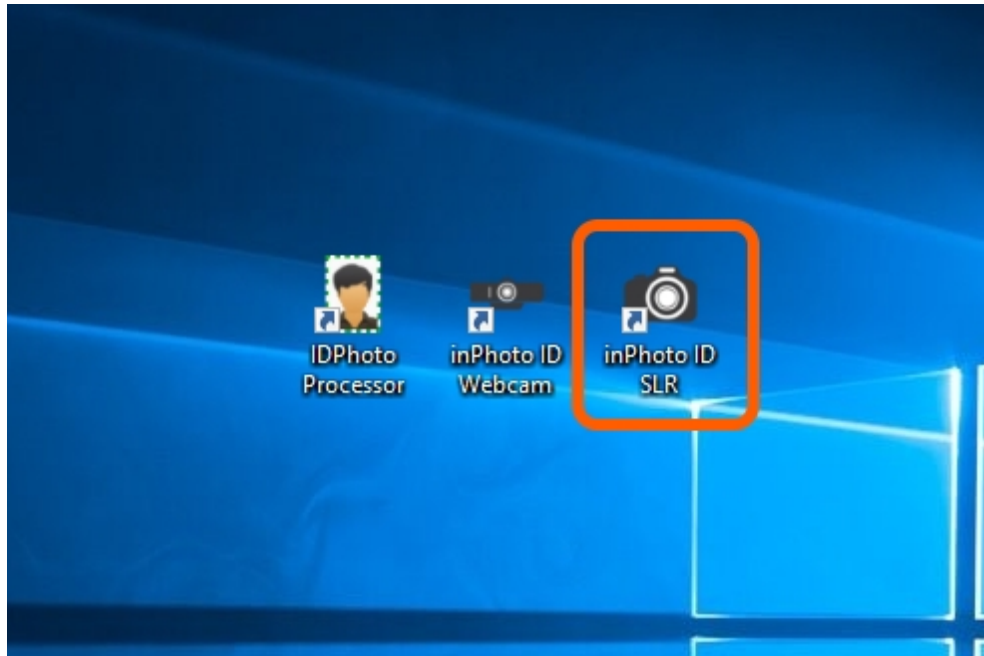 IDPhoto
Processor
inPhoto ID
Webcam
inPhoto ID
SLR